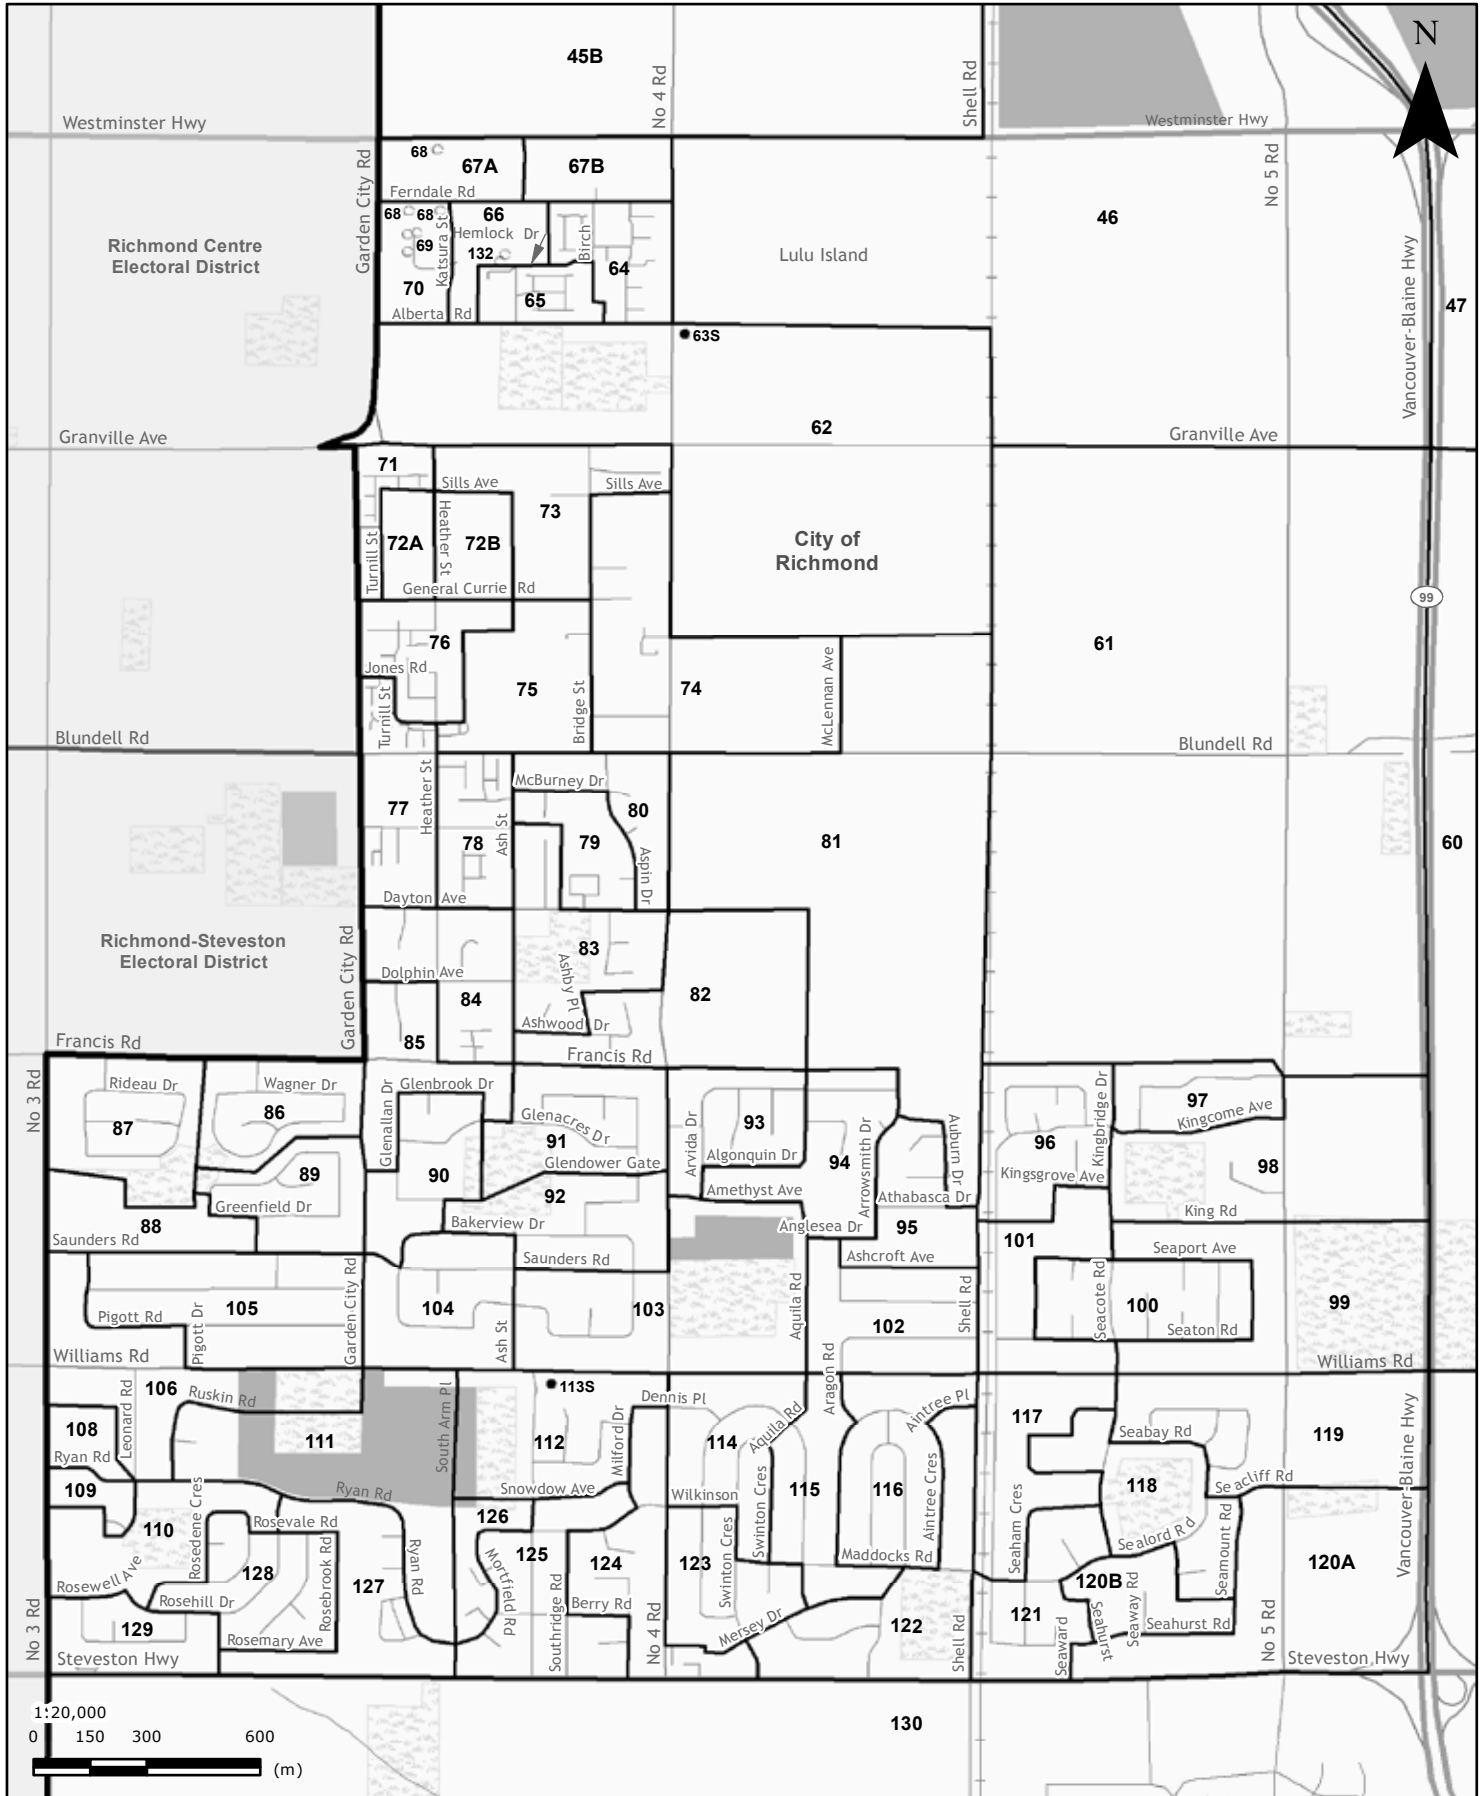 N
45B
No 4 Rd
Shell Rd
Westminster Hwy
Westminster Hwy
No 5 Rd
Garden City Rd
68
67A
67B
Ferndale Rd
68
68
66
Hemlock Dr
Katsura St
69
132
Birch
64
70
65
Alberta Rd
Richmond Centre
Electoral District
Lulu Island
46
Vancouver-Blaine Hwy
47
63S
62
Granville Ave
Granville Ave
71
Sills Ave
Sills Ave
73
72A
Heather St
72B
Turnill St
General Currie Rd
City of
Richmond
99
61
76
Jones Rd
75
74
Turnill St
Bridge St
McLennan Ave
Blundell Rd
Blundell Rd
Heather St
McBurney Dr
77
80
78
Ash St
79
81
60
Aspin Dr
Dayton Ave
Richmond-Steveston
Electoral District
Garden City Rd
83
Dolphin Ave
Ashby Pl
84
82
85
Ashwood Dr
Francis Rd
Francis Rd
No 3 Rd
Rideau Dr
Wagner Dr
Glenbrook Dr
86
87
Glenallan Dr
Glenacres Dr
91
Arvida Dr
93
Algonquin Dr
94
Arrowsmith Dr
Auburn Dr
96
Kingbridge Dr
97
Kingcome Ave
Kingsgrove Ave
98
89
90
Glendower Gate
Greenfield Dr
92
Amethyst Ave
Athabasca Dr
88
Bakerview Dr
Anglesea Dr
95
101
King Rd
Saunders Rd
Saunders Rd
Ashcroft Ave
Seaport Ave
105
Pigott Rd
Pigott Dr
Garden City Rd
104
Ash St
103
Aquila Rd
102
Shell Rd
Seacote Rd
100
Seaton Rd
99
Williams Rd
Williams Rd
106
Leonard Rd
Ruskin Rd
South Arm Pl
113S
Dennis Pl
Aragon Rd
Aintree Pl
117
108
111
112
Milford Dr
114
Aquila Rd
Seabay Rd
119
Vancouver-Blaine Hwy
Ryan Rd
109
Ryan Rd
Snowdow Ave
Wilkinson
Swinton Cres
115
116
Aintree Cres
Seaham Cres
118
Seacliff Rd
110
Rosedene Cres
Rosevale Rd
126
Sealord Rd
Seamount Rd
Rosewell Ave
128
Rosebrook Rd
127
Ryan Rd
Mortfield Rd
125
124
123
Swinton Cres
Maddocks Rd
120B
120A
Rosehill Dr
Southridge Rd
Berry Rd
129
Rosemary Ave
No 4 Rd
Mersey Dr
122
Shell Rd
121
Seaward
Seahurst
Seaway Rd
Seahurst Rd
No 5 Rd
No 3 Rd
Steveston Hwy
Steveston Hwy
1:20,000
0 150 300 600
(m)
130